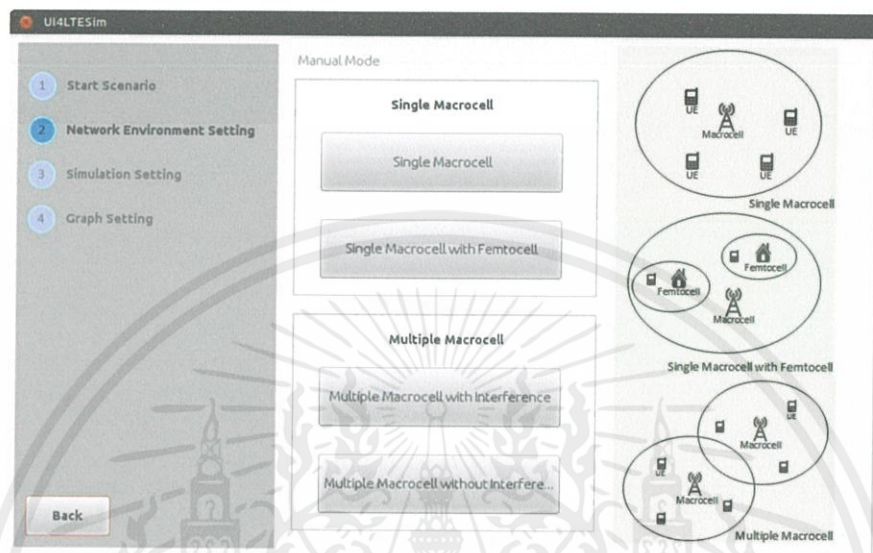 UI4LTESim
1 Start Scenario
2 Network Environment Setting
3 Simulation Setting
4 Graph Setting
Back
Manual Mode
Single Macrocell
Single Macrocell
Single Macrocell with Femtocell
Multiple Macrocell
Multiple Macrocell with Interference
Multiple Macrocell without Interfere...
UE
Macrocell
UE
UE
UE
Single Macrocell
Femtocell
Femtocell
Macrocell
Single Macrocell with Femtocell
UE
Macrocell
UE
Macrocell
Multiple Macrocell